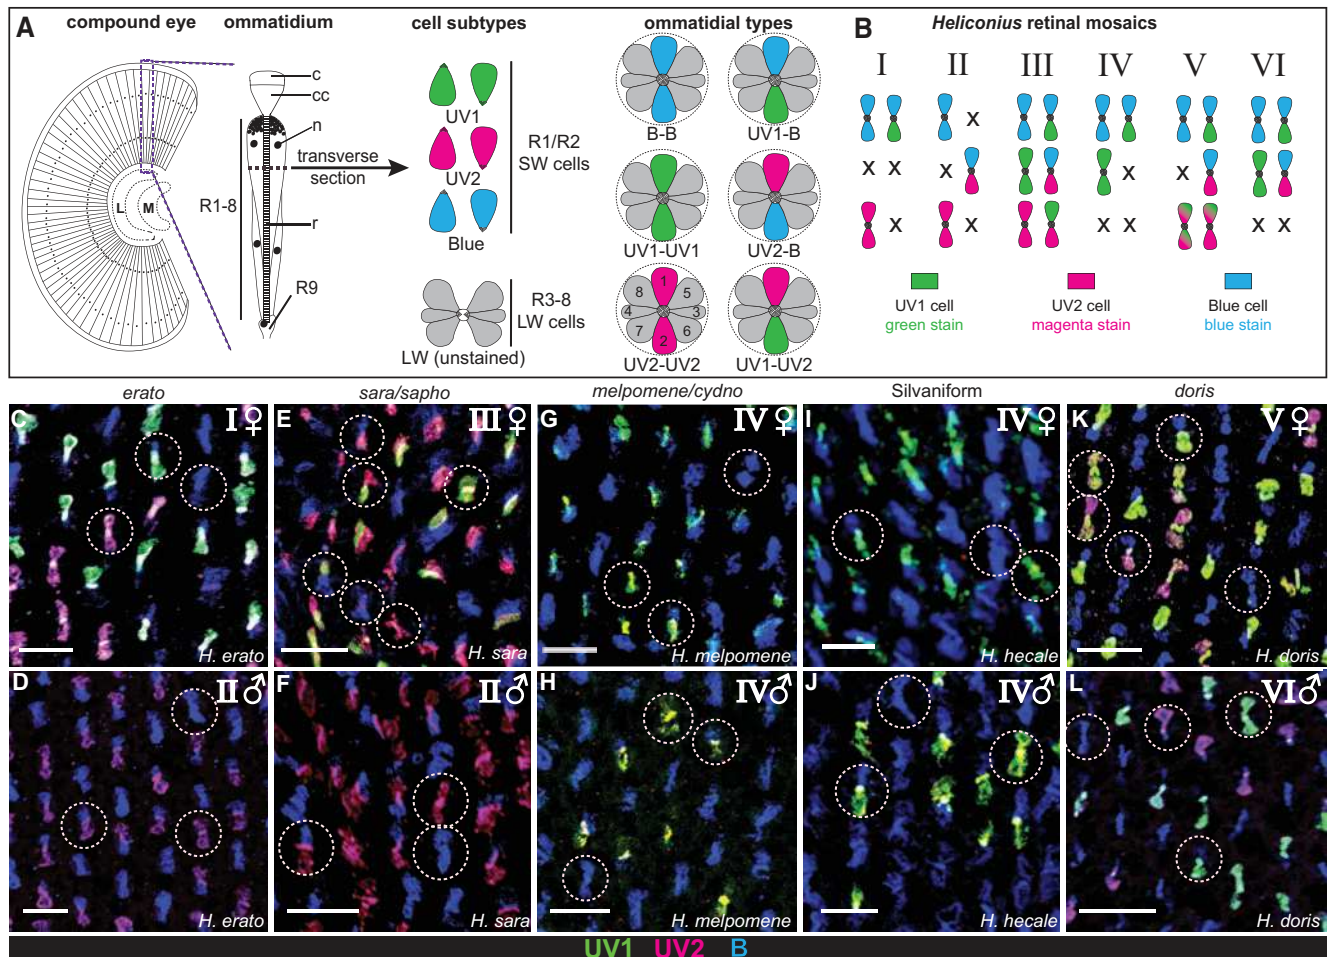 A compound eye ommatidium cell subtypes ommatidial types
c
cc
n
transverse
section
L M
R1-8
r
R9
UV1
UV2
Blue
R1/R2
SW cells
R3-8
LW cells
LW (unstained)
B-B UV1-B
UV1-UV1 UV2-B
1
8 5
4 3
7 6
2
UV2-UV2 UV1-UV2
B Heliconius retinal mosaics
I II III IV V VI
X
X X X X X
X X X X X X
UV1 cell UV2 cell Blue cell
green stain magenta stain blue stain
erato sara/sapho melpomene/cydno Silvaniform doris
C I♀ H. erato
E III♀ H. sara
G IV♀ H. melpomene
I IV♀ H. hecale
K V♀ H. doris
D II♂ H. erato
F II♂ H. sara
H IV♂ H. melpomene
J IV♂ H. hecale
L VI♂ H. doris
UV1 UV2 B